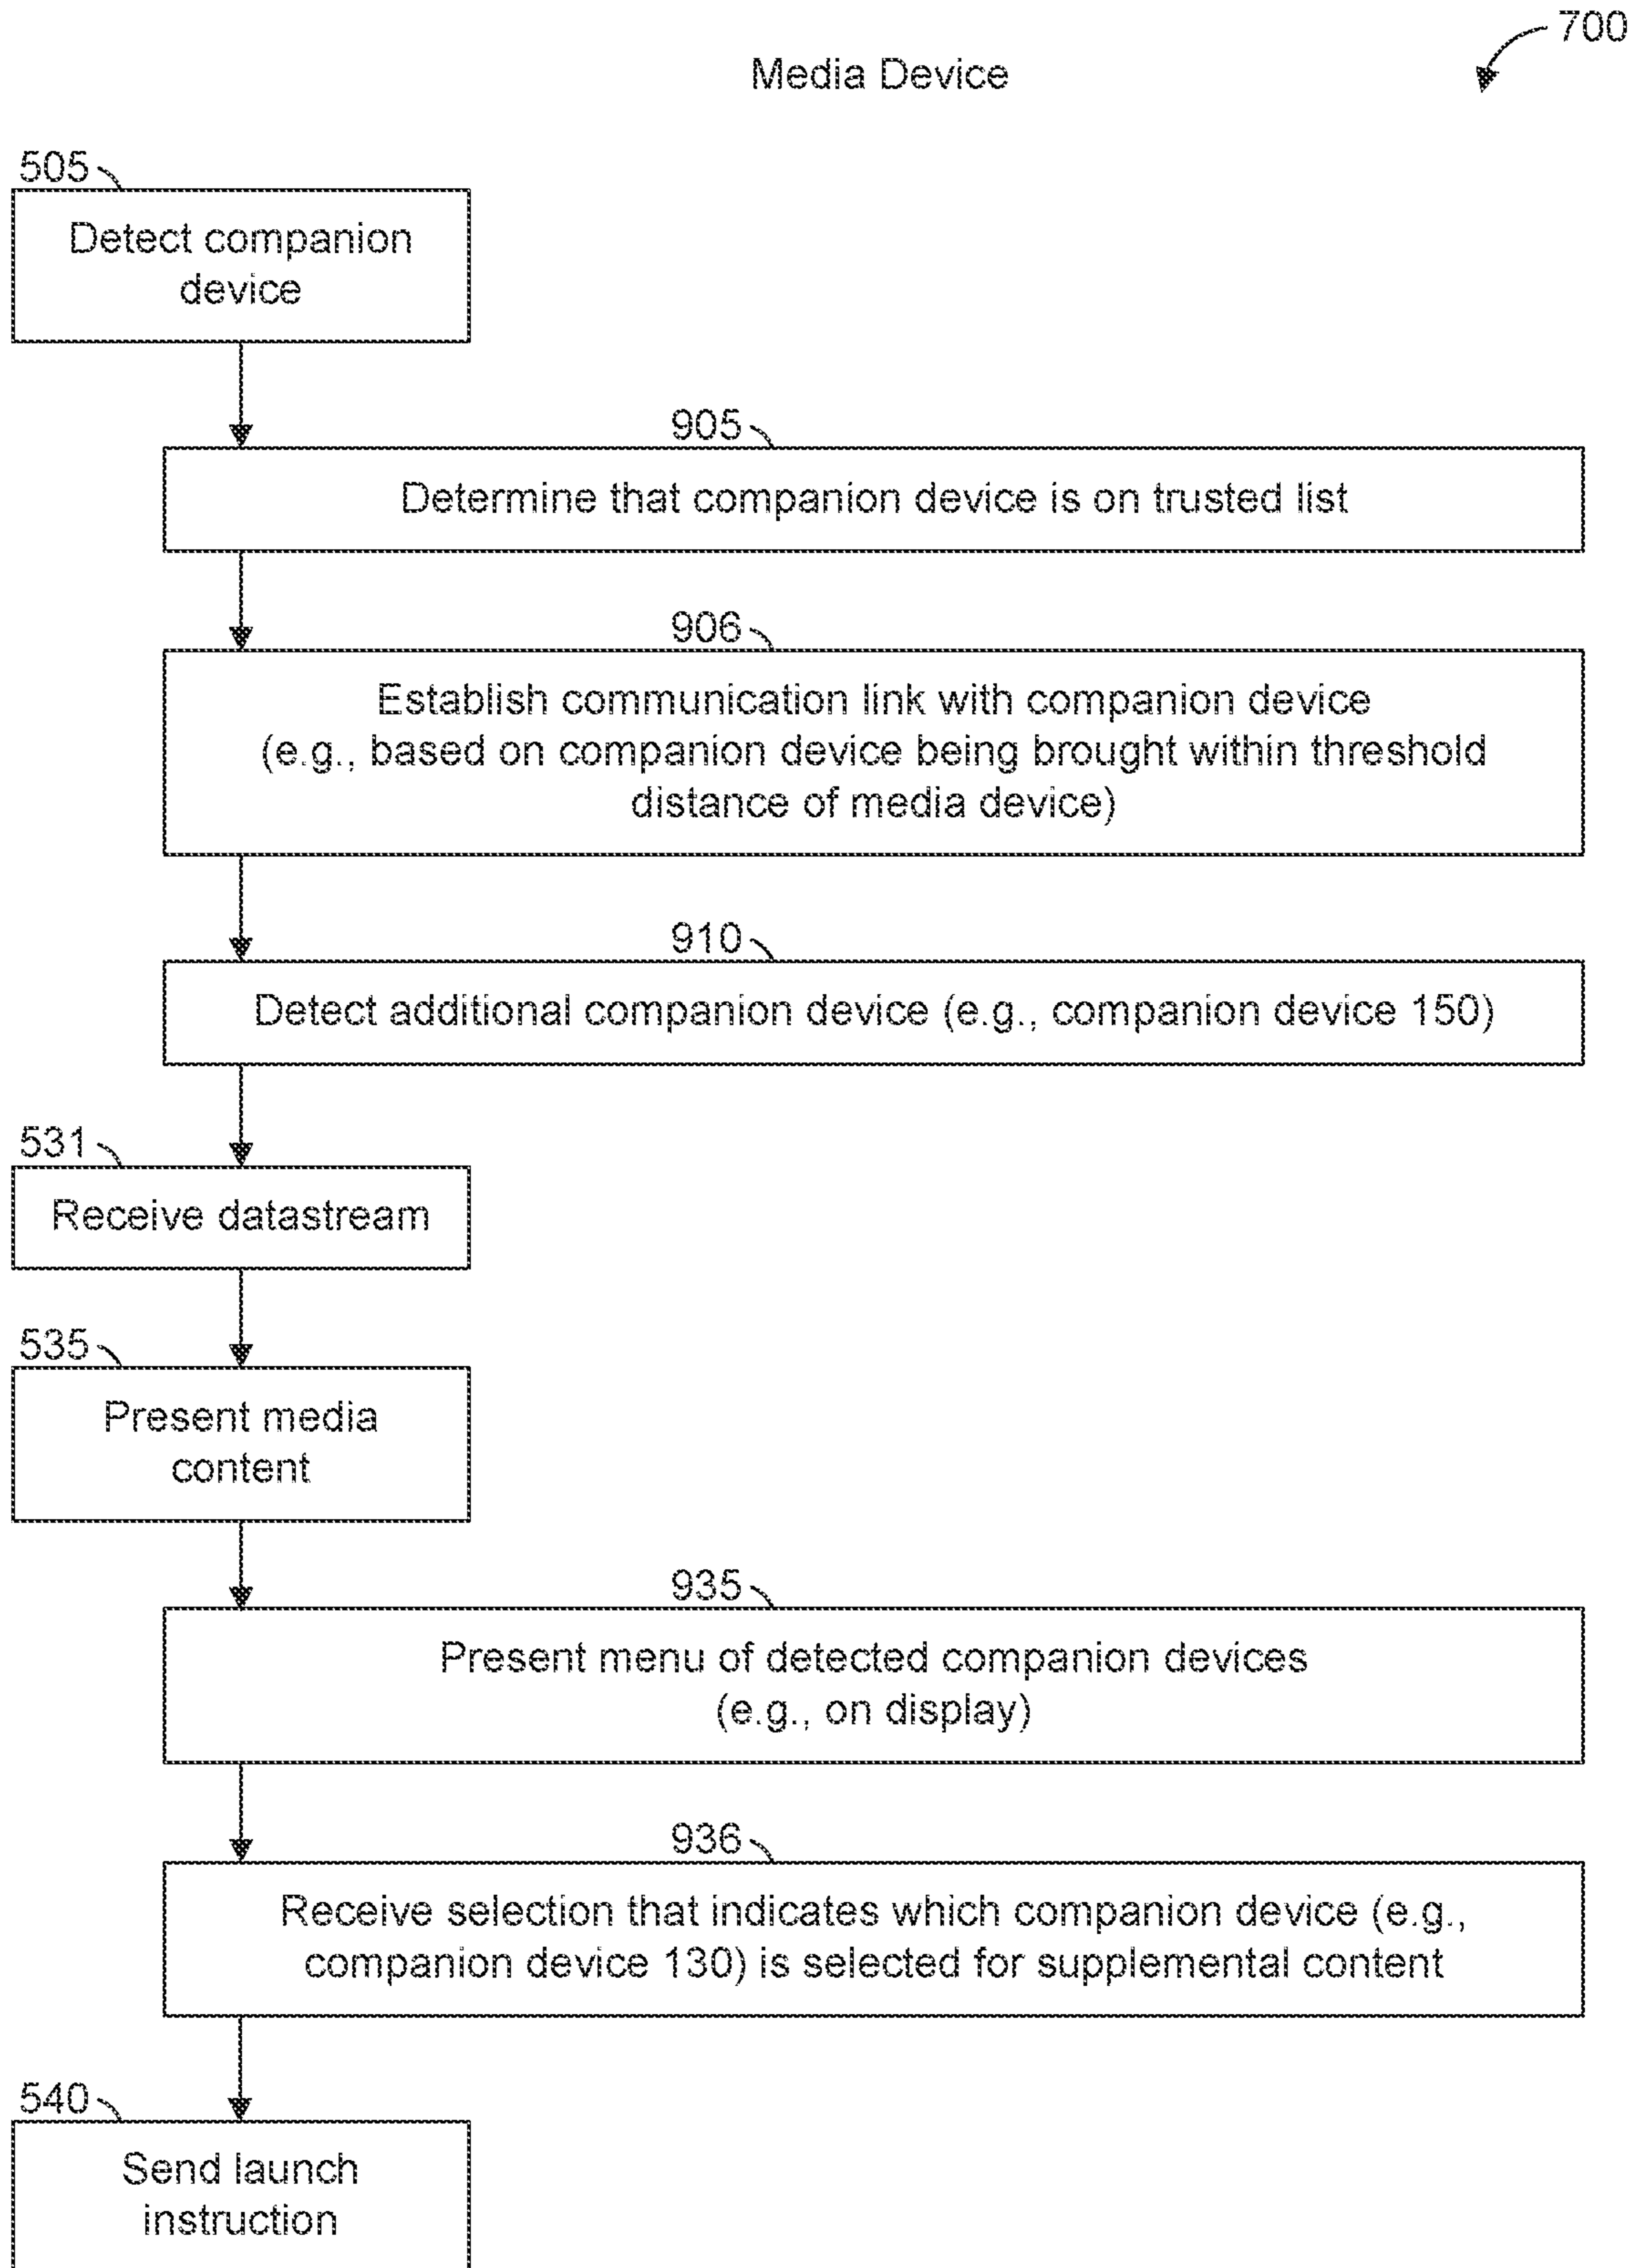 700
Media Device
505
Detect companion
device
905
Determine that companion device is on trusted list
906
Establish communication link with companion device
(e.g., based on companion device being brought within threshold
distance of media device)
910
Detect additional companion device (e.g., companion device 150)
531
Receive datastream
535
Present media
content
935
Present menu of detected companion devices
(e.g., on display)
936
Receive selection that indicates which companion device (e.g.,
companion device 130) is selected for supplemental content
540
Send launch
instruction